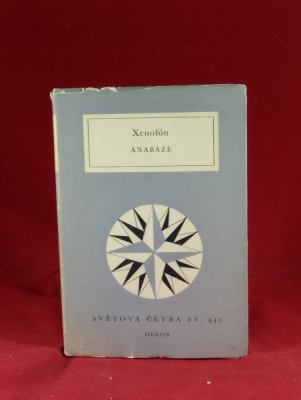 Xenofón
ANABAZE
SVĚTOVÁ ČETBA SV. 445
ODEON